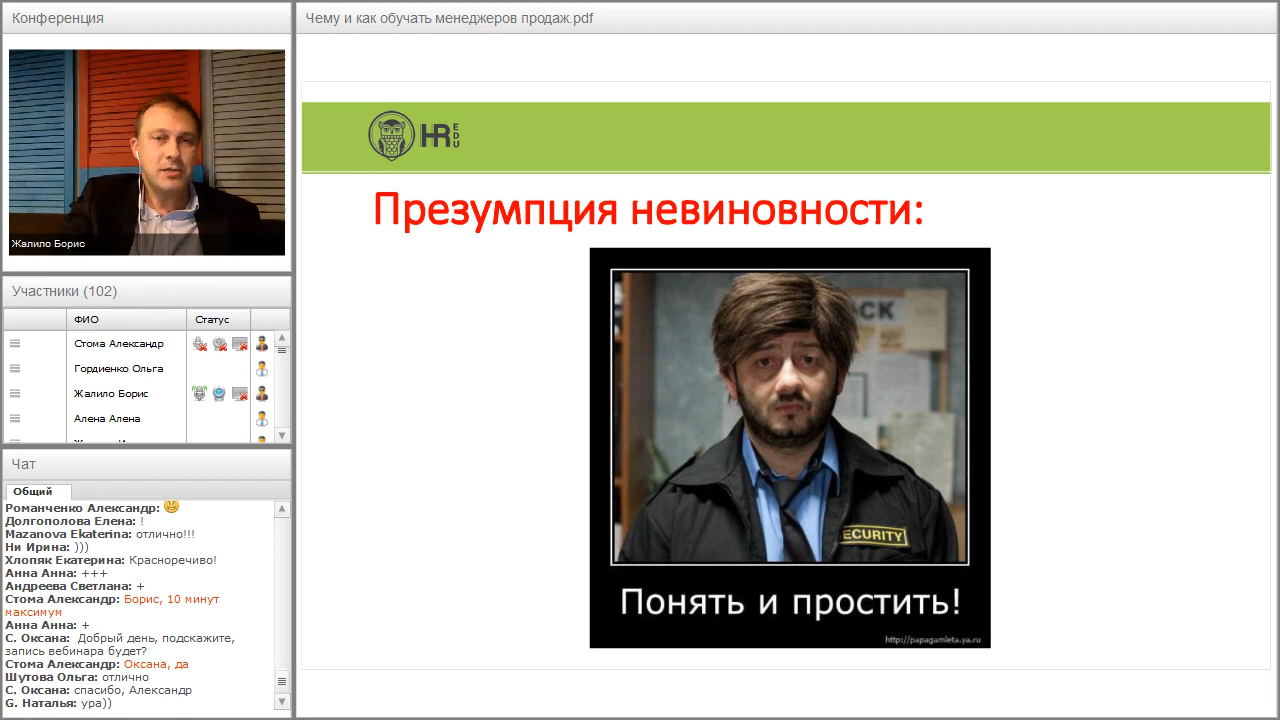 Конференция
Жалило Борис
Участники (102)
ФИО Статус
Стома Александр
Гордиенко Ольга
Жалило Борис
Алена Алена
Чат
Общий
Романченко Александр:
Долгополова Елена: !
Mazanova Ekaterina: отлично!!!
Ни Ирина: )))
Хлопяк Екатерина: Красноречиво!
Анна Анна: +++
Андреева Светлана: +
Стома Александр: Борис, 10 минут
максимум
Анна Анна: +
С. Оксана: Добрый день, подскажите,
запись вебинара будет?
Стома Александр: Оксана, да
Шутова Ольга: отлично
С. Оксана: спасибо, Александр
G. Наталья: ура))
Чему и как обучать менеджеров продаж.pdf
HR EDU
Презумпция невиновности:
ACK
ECURITY
Понять и простить!
http://papagamleta.ya.ru